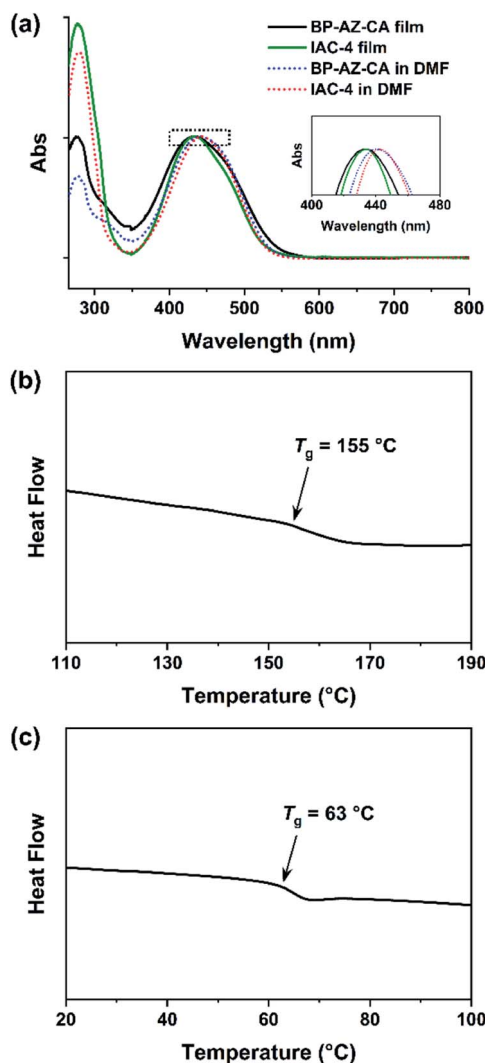 (a)
BP-AZ-CA film
IAC-4 film
BP-AZ-CA in DMF
IAC-4 in DMF
Abs
Abs
400 440 480
Wavelength (nm)
300 400 500 600 700 800
Wavelength (nm)
(b)
Tg = 155 °C
Heat Flow
110 130 150 170 190
Temperature (°C)
(c)
Tg = 63 °C
Heat Flow
20 40 60 80 100
Temperature (°C)